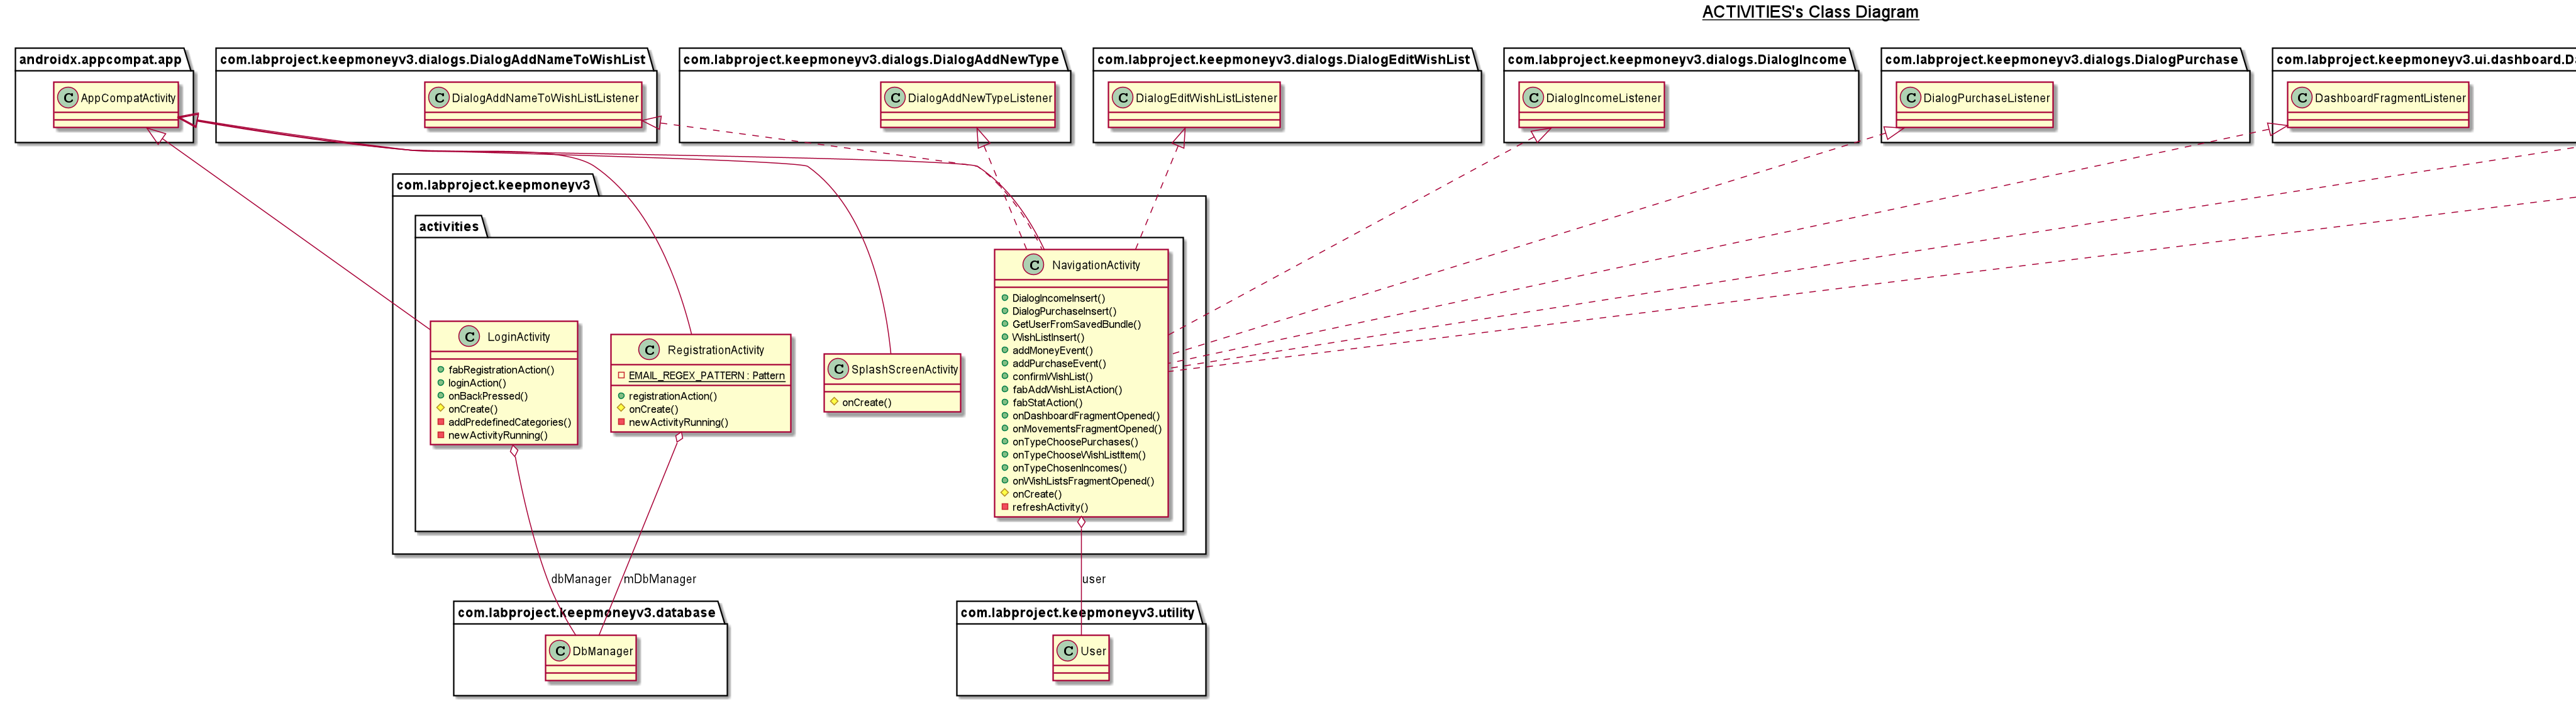 ACTIVITIES's Class Diagram
androidx.appcompat.app
com.labproject.keepmoneyv3.dialogs.DialogAddNameToWishList
com.labproject.keepmoneyv3.dialogs.DialogAddNewType
com.labproject.keepmoneyv3.dialogs.DialogEditWishList
com.labproject.keepmoneyv3.dialogs.DialogIncome
com.labproject.keepmoneyv3.dialogs.DialogPurchase
com.labproject.keepmoneyv3.ui.dashboard.Da
C AppCompatActivity
C DialogAddNameToWishListListener
C DialogAddNewTypeListener
C DialogEditWishListListener
C DialogIncomeListener
C DialogPurchaseListener
C DashboardFragmentListener
com.labproject.keepmoneyv3
activities
C LoginActivity
fabRegistrationAction()
loginAction()
onBackPressed()
onCreate()
addPredefinedCategories()
newActivityRunning()
C RegistrationActivity
EMAIL_REGEX_PATTERN : Pattern
registrationAction()
onCreate()
newActivityRunning()
C SplashScreenActivity
onCreate()
C NavigationActivity
DialogIncomeInsert()
DialogPurchaseInsert()
GetUserFromSavedBundle()
WishListInsert()
addMoneyEvent()
addPurchaseEvent()
confirmWishList()
fabAddWishListAction()
fabStatAction()
onDashboardFragmentOpened()
onMovementsFragmentOpened()
onTypeChoosePurchases()
onTypeChooseWishListItem()
onTypeChosenIncomes()
onWishListsFragmentOpened()
onCreate()
refreshActivity()
dbManager
mDbManager
user
com.labproject.keepmoneyv3.database
C DbManager
com.labproject.keepmoneyv3.utility
C User